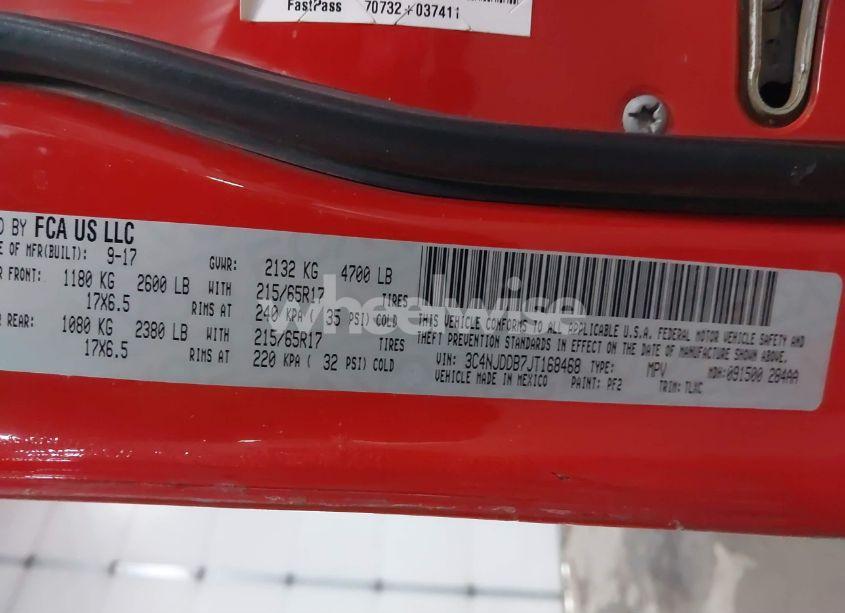 FastPass 70732*037411
D BY FCA US LLC
E OF MFR(BUILT): 9-17 GVWR: 2132 KG 4700 LB
R FRONT: 1180 KG 2600 LB WITH 215/65R17 TIRES
17X6.5 RIMS AT 240 KPA ( 35 PSI) COLD
REAR: 1080 KG 2380 LB WITH 215/65R17 TIRES
17X6.5 RIMS AT 220 KPA ( 32 PSI) COLD
THIS VEHICLE CONFORMS TO ALL APPLICABLE U.S.A. FEDERAL MOTOR VEHICLE SAFETY AND
THEFT PREVENTION STANDARDS IN EFFECT ON THE DATE OF MANUFACTURE SHOWN ABOVE.
VIN: 3C4NJDDB7JT168468 TYPE: MPV MDH: 091500 284AA
VEHICLE MADE IN MEXICO PAINT: PF2 TRIM: TLXC
wheelwise